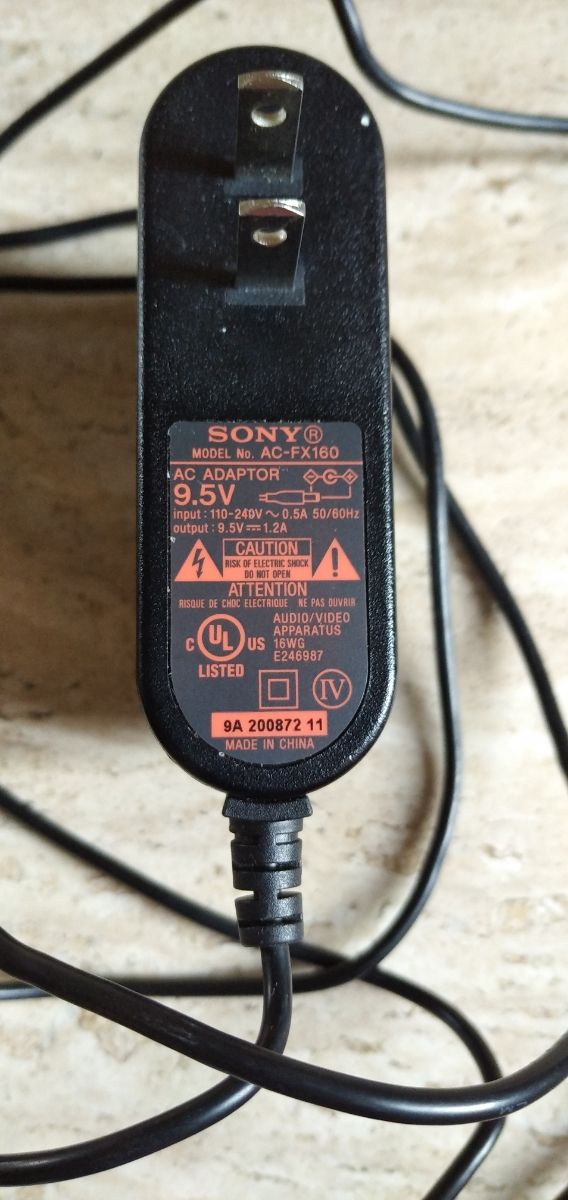 SONY®
MODEL No. AC-FX160
AC ADAPTOR
9.5V
input : 110-240V ~ 0.5A 50/60Hz
output : 9.5V ⎓ 1.2A
CAUTION
RISK OF ELECTRIC SHOCK
DO NOT OPEN
ATTENTION
RISQUE DE CHOC ELECTRIQUE NE PAS OUVRIR
C UL US
LISTED
AUDIO/VIDEO
APPARATUS
16WG
E246987
IV
9A 200872 11
MADE IN CHINA